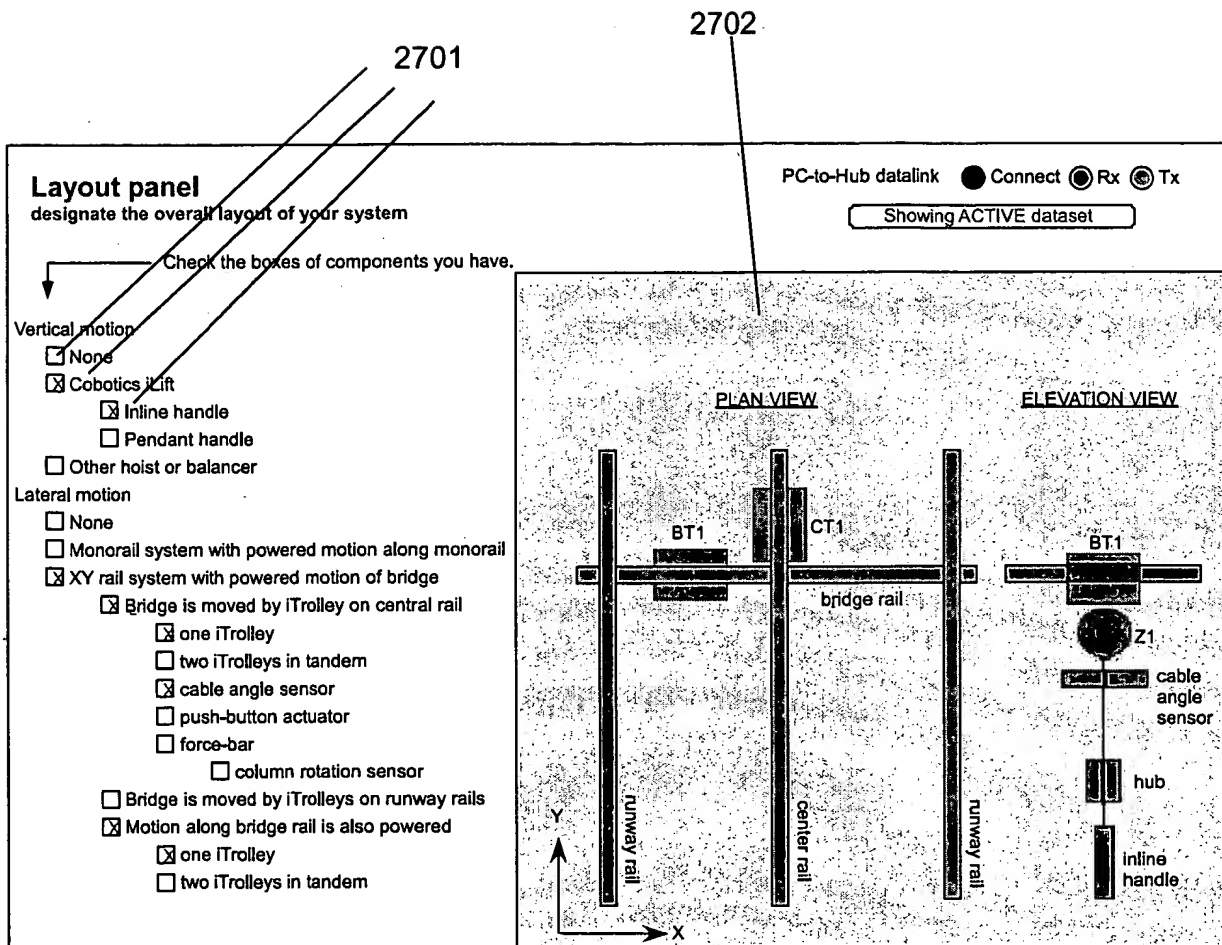 2701
2702
Layout panel
designate the overall layout of your system
PC-to-Hub datalink Connect Rx Tx
Showing ACTIVE dataset
Check the boxes of components you have.
Vertical motion
None
Cobotics iLift
Inline handle
Pendant handle
Other hoist or balancer
Lateral motion
None
Monorail system with powered motion along monorail
XY rail system with powered motion of bridge
Bridge is moved by iTrolley on central rail
one iTrolley
two iTrolleys in tandem
cable angle sensor
push-button actuator
force-bar
column rotation sensor
Bridge is moved by iTrolleys on runway rails
Motion along bridge rail is also powered
one iTrolley
two iTrolleys in tandem
PLAN VIEW
BT1
CT1
bridge rail
runway rail
center rail
runway rail
Y
X
ELEVATION VIEW
BT1
Z1
cable
angle
sensor
hub
inline
handle